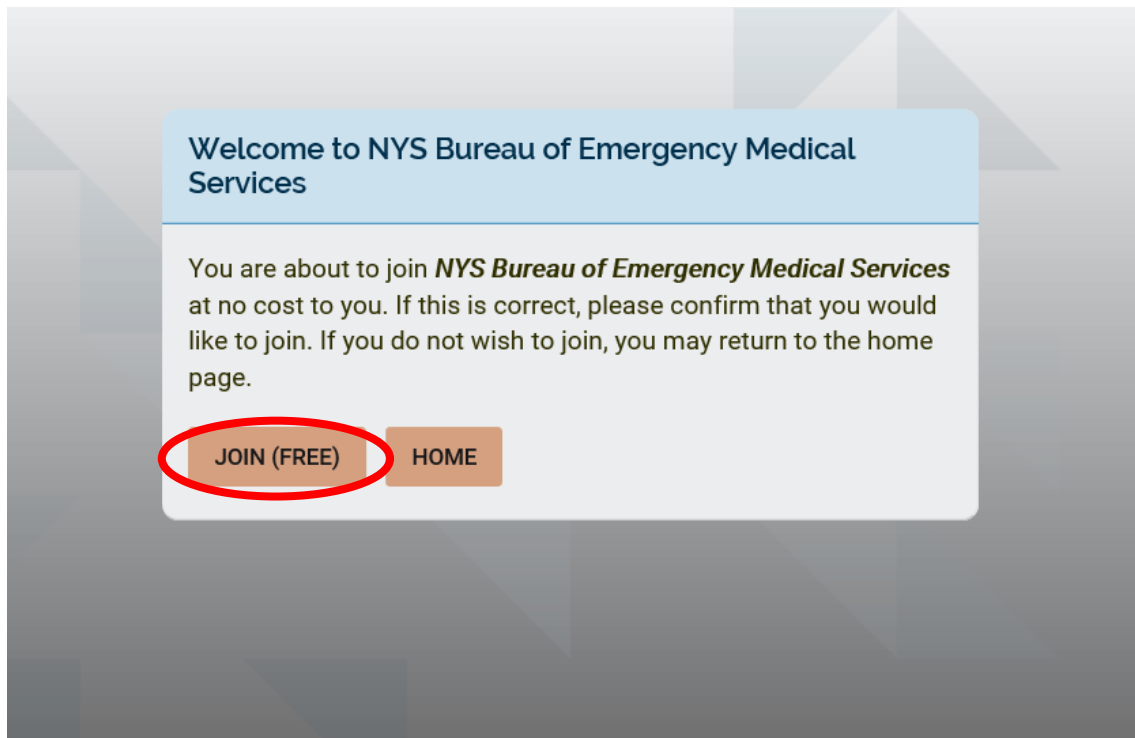 Welcome to NYS Bureau of Emergency Medical
Services
You are about to join NYS Bureau of Emergency Medical Services
at no cost to you. If this is correct, please confirm that you would
like to join. If you do not wish to join, you may return to the home
page.
JOIN (FREE) HOME